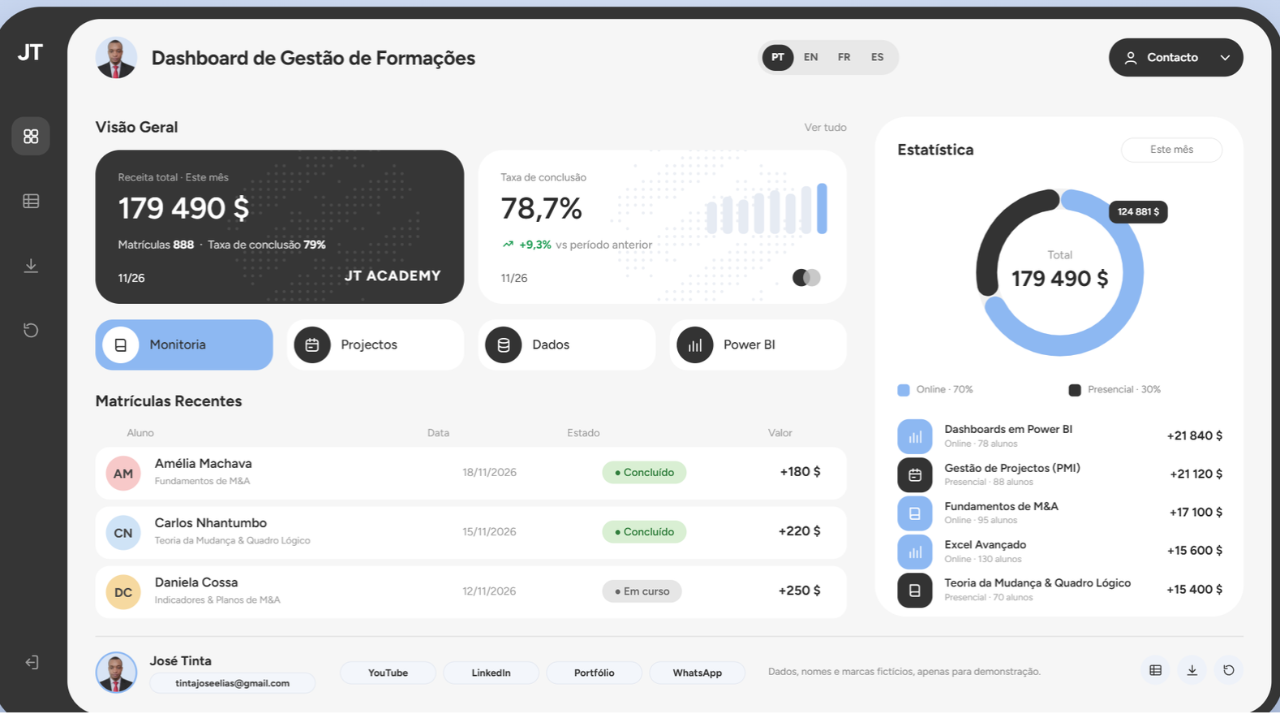 JT
Dashboard de Gestão de Formações
PT EN FR ES
Contacto
Visão Geral
Ver tudo
Receita total · Este mês
179 490 $
Matrículas 888 · Taxa de conclusão 79%
11/26
JT ACADEMY
Taxa de conclusão
78,7%
+9,3% vs período anterior
11/26
Monitoria
Projectos
Dados
Power BI
Matrículas Recentes
Aluno Data Estado Valor
AM Amélia Machava 18/11/2026 Concluído +180 $
Fundamentos de M&A
CN Carlos Nhantumbo 15/11/2026 Concluído +220 $
Teoria da Mudança & Quadro Lógico
DC Daniela Cossa 12/11/2026 Em curso +250 $
Indicadores & Planos de M&A
Estatística
Este mês
124 881 $
Total
179 490 $
Online · 70%
Presencial · 30%
Dashboards em Power BI +21 840 $
Online · 78 alunos
Gestão de Projectos (PMI) +21 120 $
Presencial · 88 alunos
Fundamentos de M&A +17 100 $
Online · 95 alunos
Excel Avançado +15 600 $
Online · 130 alunos
Teoria da Mudança & Quadro Lógico +15 400 $
Presencial · 70 alunos
José Tinta
tintajoseelias@gmail.com
YouTube
LinkedIn
Portfólio
WhatsApp
Dados, nomes e marcas fictícios, apenas para demonstração.